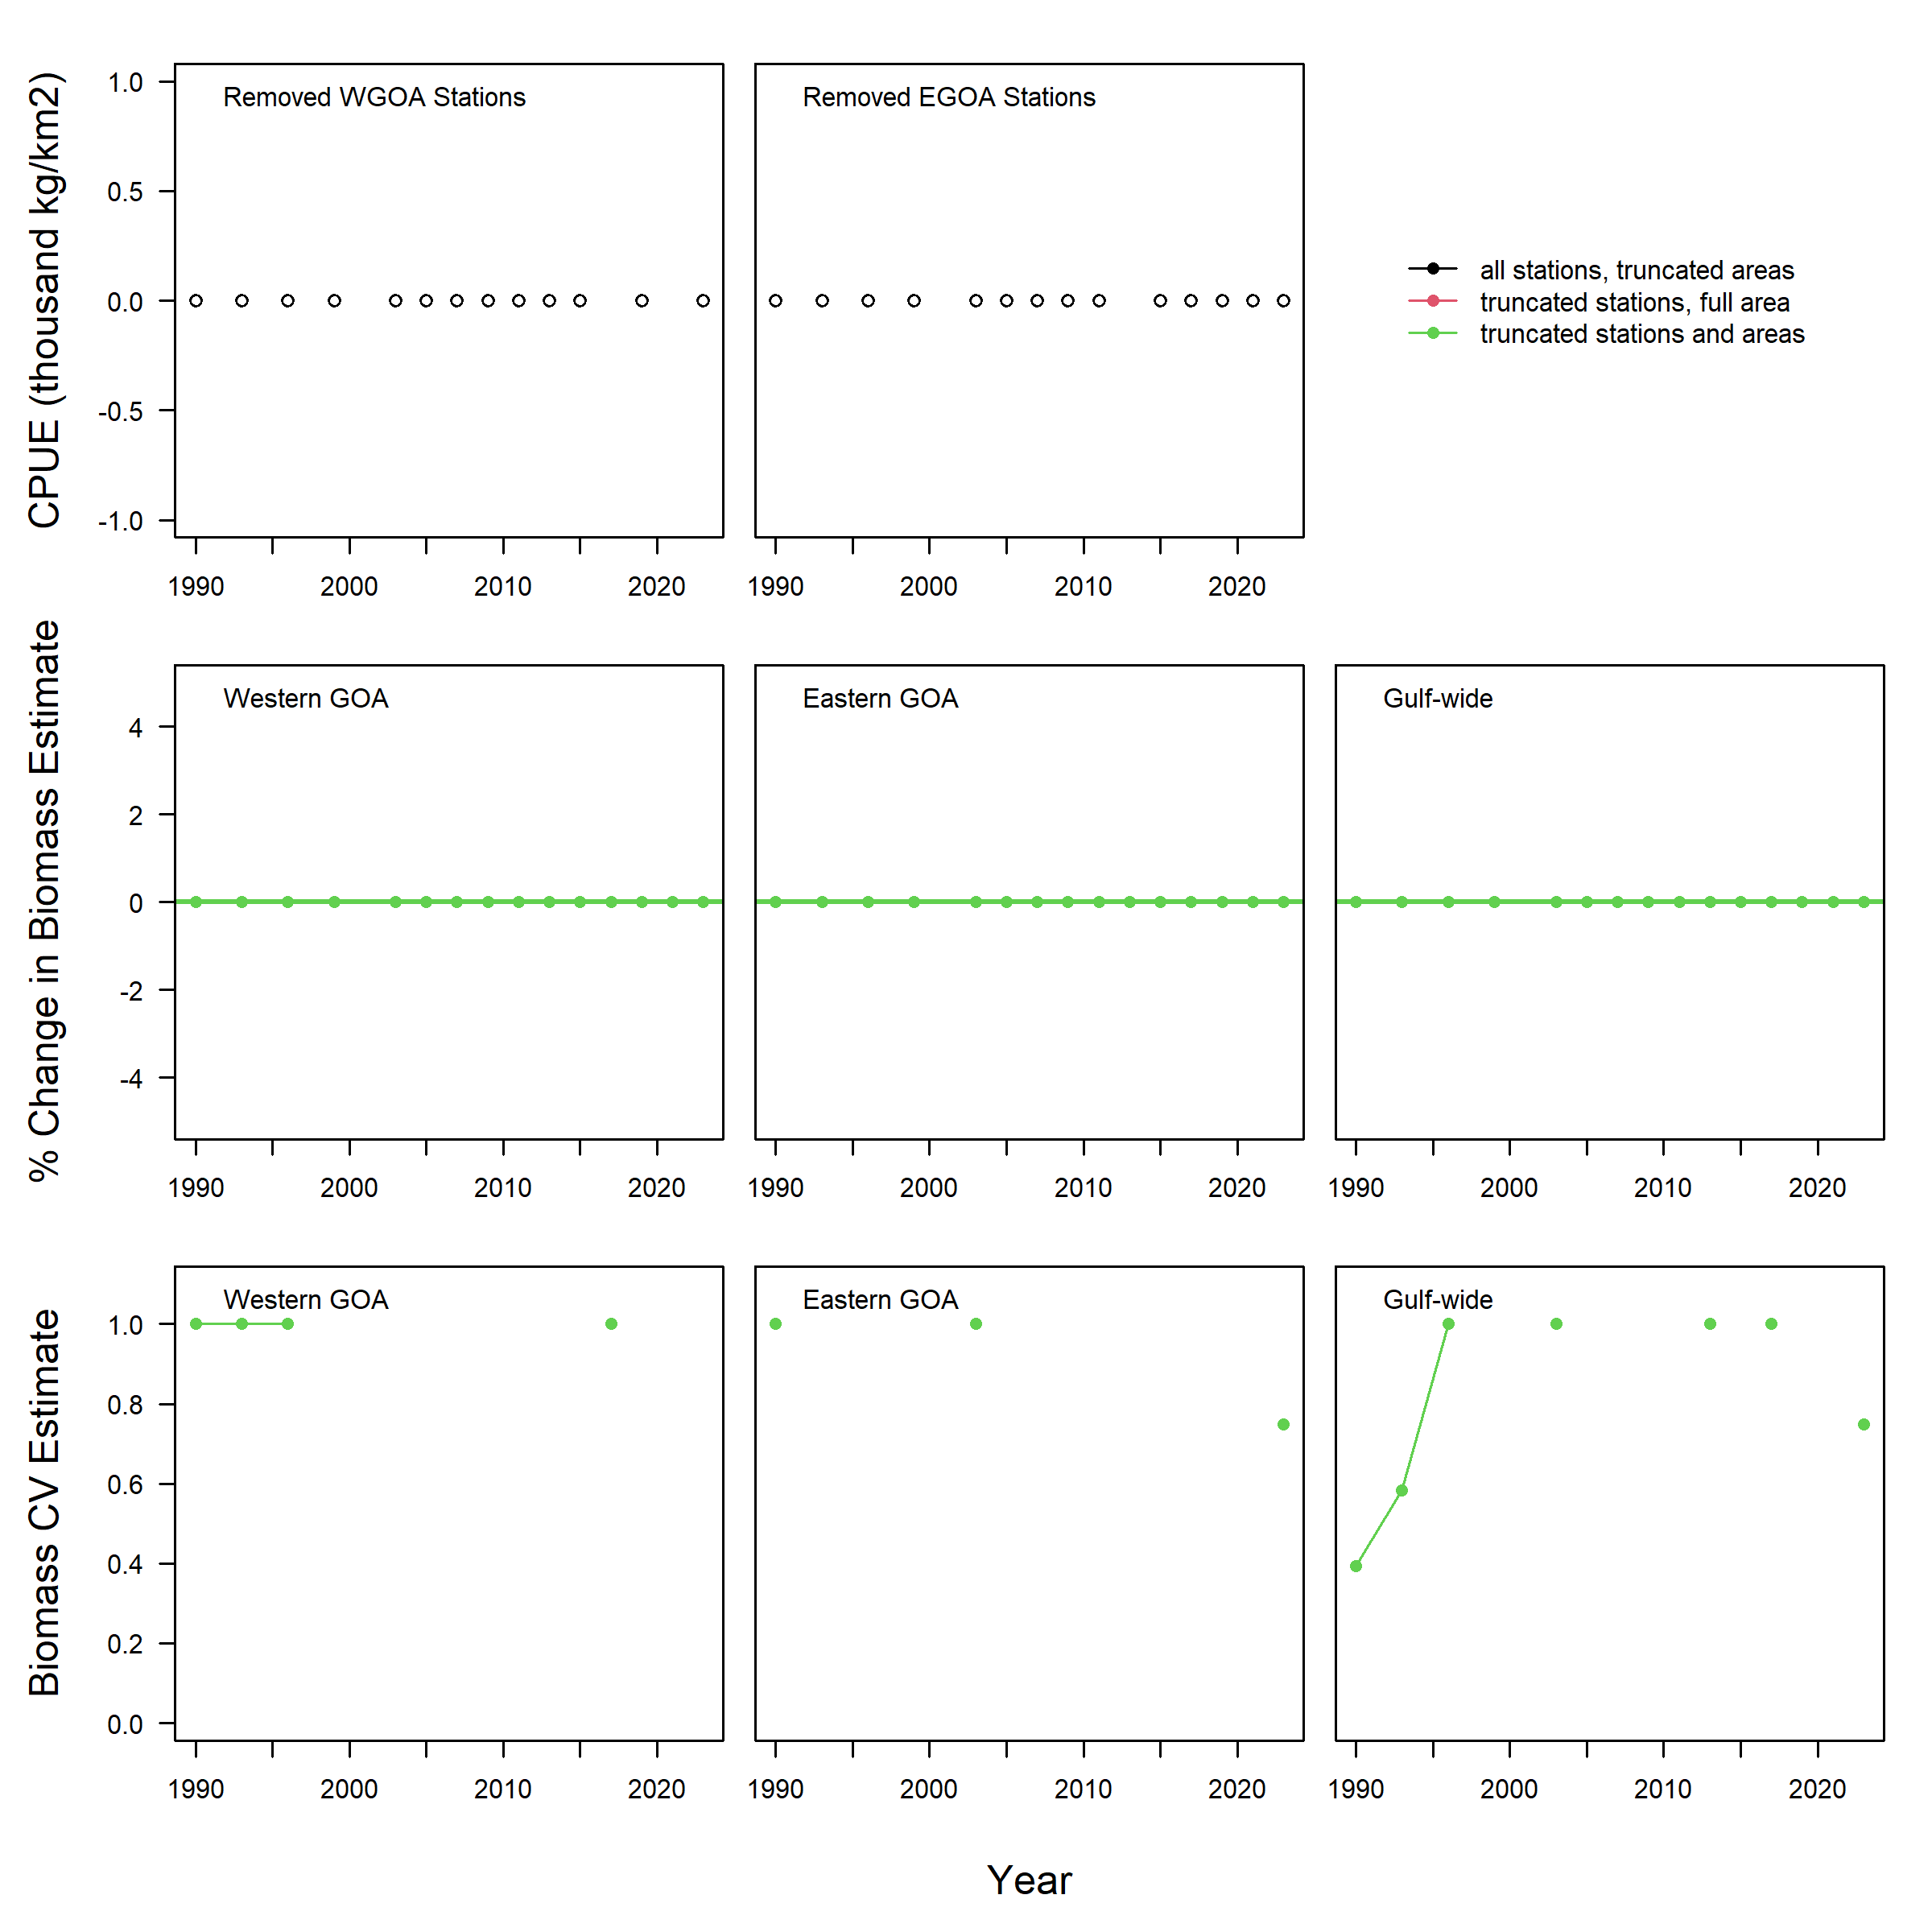 CPUE (thousand kg/km2)
1.0
0.5
0.0
-0.5
-1.0
Removed WGOA Stations
1990 2000 2010 2020
Removed EGOA Stations
1990 2000 2010 2020
all stations, truncated areas
truncated stations, full area
truncated stations and areas
% Change in Biomass Estimate
4
2
0
-2
-4
Western GOA
1990 2000 2010 2020
Eastern GOA
1990 2000 2010 2020
Gulf-wide
1990 2000 2010 2020
Biomass CV Estimate
1.0
0.8
0.6
0.4
0.2
0.0
Western GOA
1990 2000 2010 2020
Eastern GOA
1990 2000 2010 2020
Gulf-wide
1990 2000 2010 2020
Year